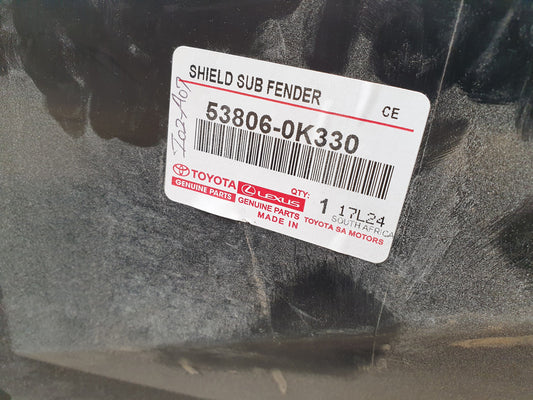 SHIELD SUB FENDER
CE
53806-0K330
TOYOTA
GENUINE PARTS
LEXUS
GENUINE PARTS
MADE IN
QTY:
1 17L24
SOUTH AFRICA
TOYOTA SA MOTORS